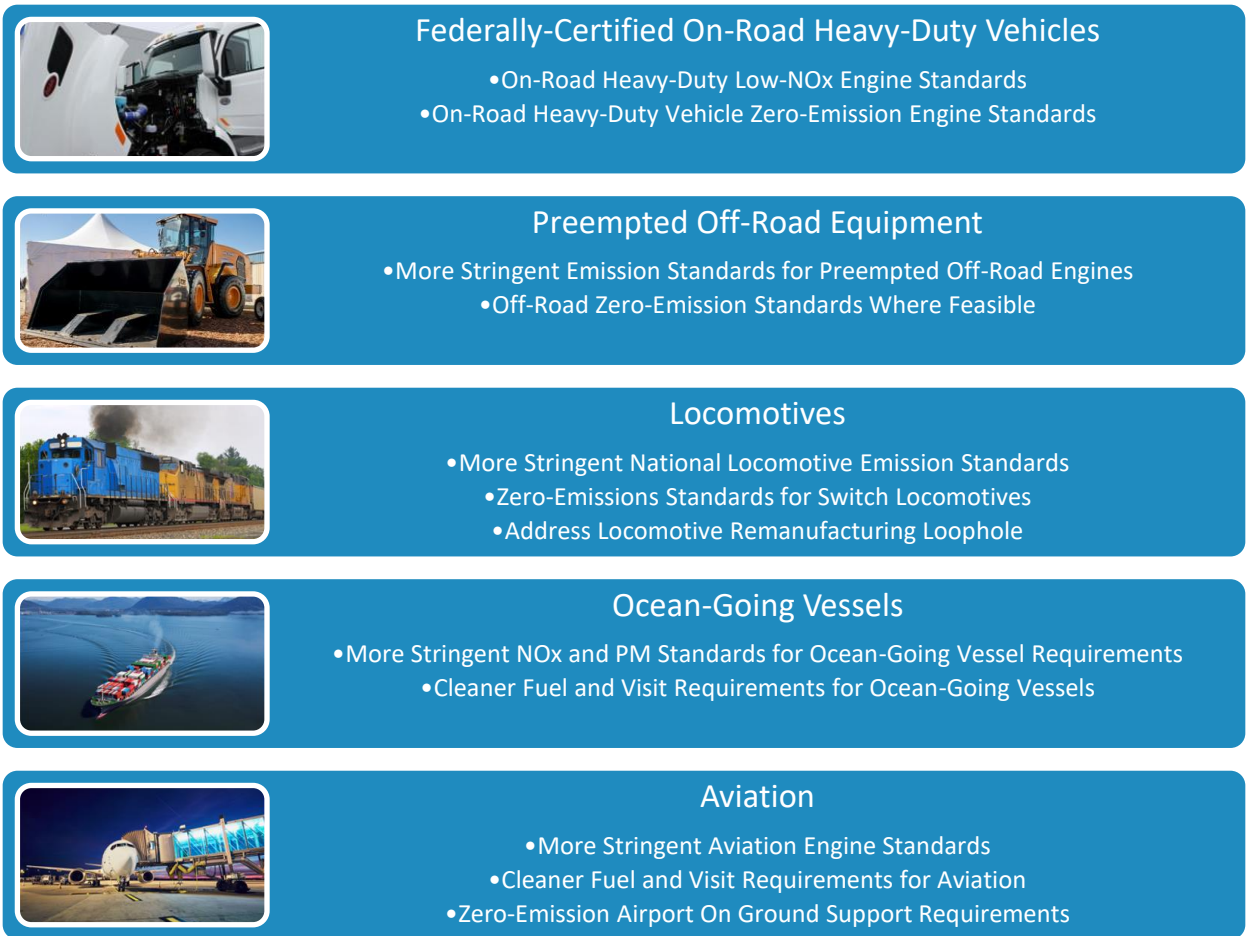 Federally-Certified On-Road Heavy-Duty Vehicles
•On-Road Heavy-Duty Low-NOx Engine Standards
•On-Road Heavy-Duty Vehicle Zero-Emission Engine Standards
Preempted Off-Road Equipment
•More Stringent Emission Standards for Preempted Off-Road Engines
•Off-Road Zero-Emission Standards Where Feasible
Locomotives
•More Stringent National Locomotive Emission Standards
•Zero-Emissions Standards for Switch Locomotives
•Address Locomotive Remanufacturing Loophole
Ocean-Going Vessels
•More Stringent NOx and PM Standards for Ocean-Going Vessel Requirements
•Cleaner Fuel and Visit Requirements for Ocean-Going Vessels
Aviation
•More Stringent Aviation Engine Standards
•Cleaner Fuel and Visit Requirements for Aviation
•Zero-Emission Airport On Ground Support Requirements